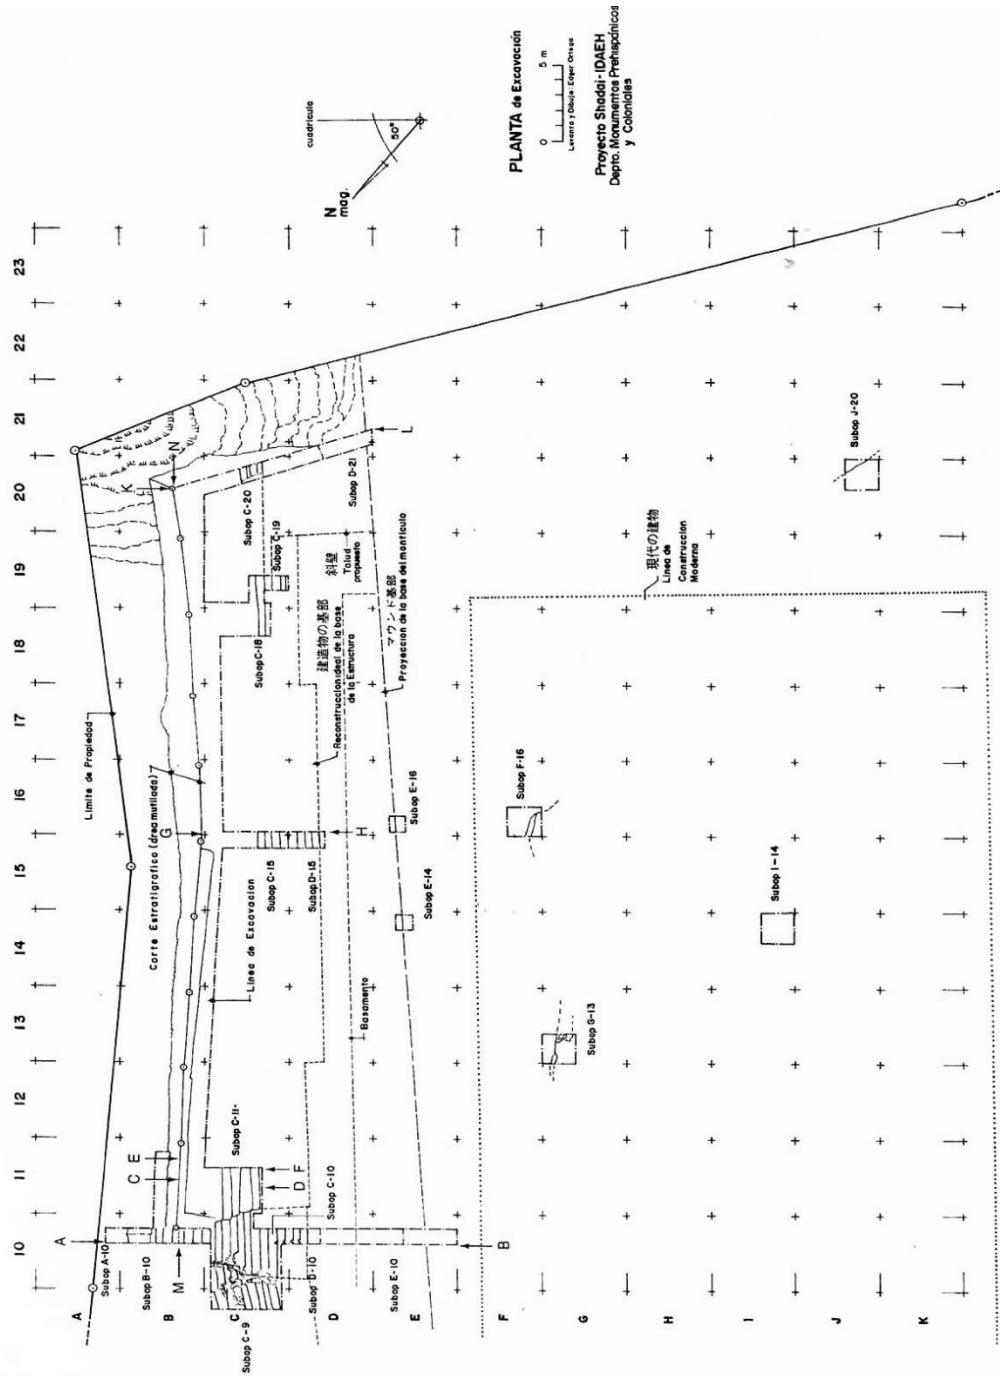 PLANTA de Excavación
0 5 m
Levanto y Dibujo: Edgar Ortega
Proyecto Shadai-IDAEH
Depto. Monumentos Prehispánicos
y Coloniales
cuadrícula
50°
N
mag.
10 11 12 13 14 15 16 17 18 19 20 21 22 23
A
B
C
D
E
F
G
H
I
J
K
Límite de Propiedad
Corte Estratigráfico (área mutilada)
Línea de Excavación
Basamento
建造物の基部
Reconstruccion ideal de la base
de la Estructura
斜壁
Talud
propuesto
マウンド基部
Proyección de la base del montículo
現代の建物
Línea de
Construcción
Moderna
Subop A-10
Subop B-10
Subop C-9
Subop C-10
Subop D-10
Subop E-10
Subop C-11
Subop C-15
Subop D-15
Subop C-18
Subop C-19
Subop C-20
Subop D-21
Subop E-14
Subop E-16
Subop F-16
Subop G-13
Subop I-14
Subop J-20
A
B
C
D
E
F
G
H
K
L
M
N